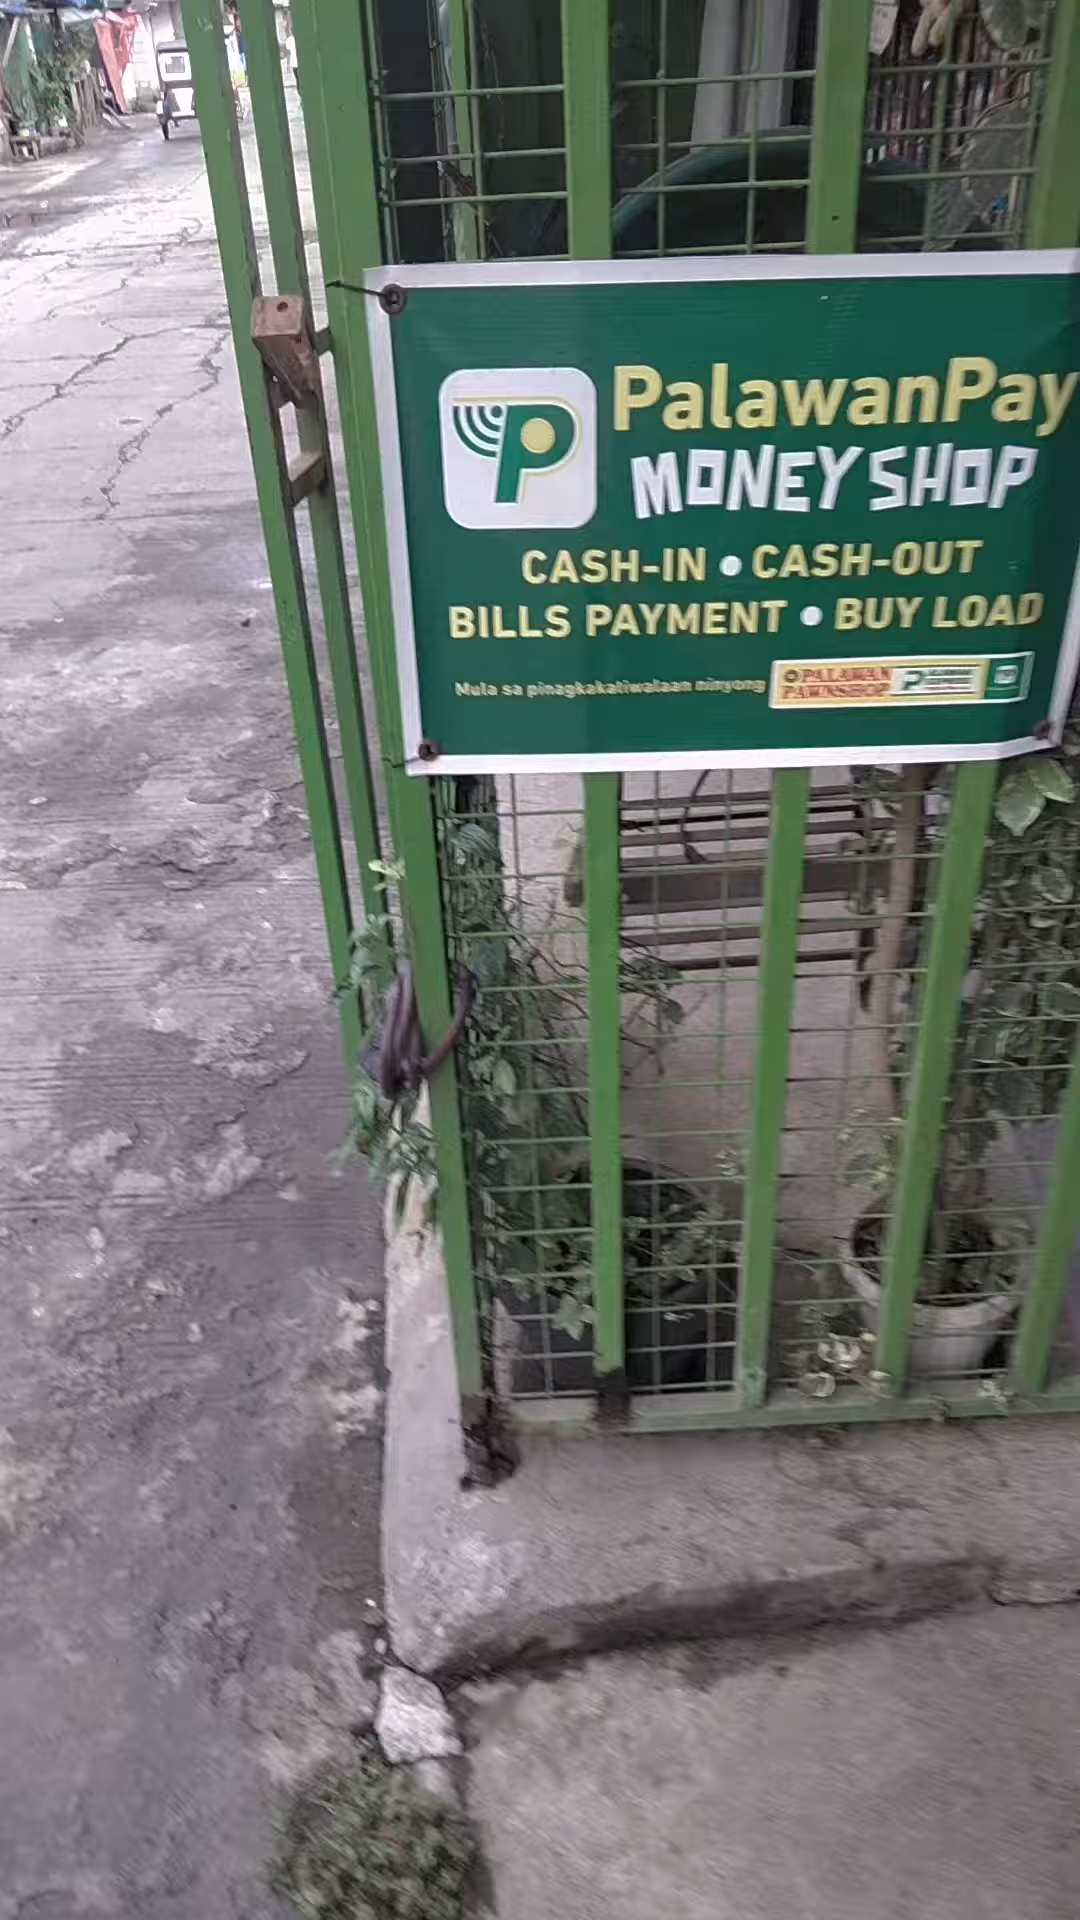 PalawanPay
MONEY SHOP
CASH-IN • CASH-OUT
BILLS PAYMENT • BUY LOAD
Mula sa pinagkakatiwalaan ninyong
PALAWAN
PAWNSHOP